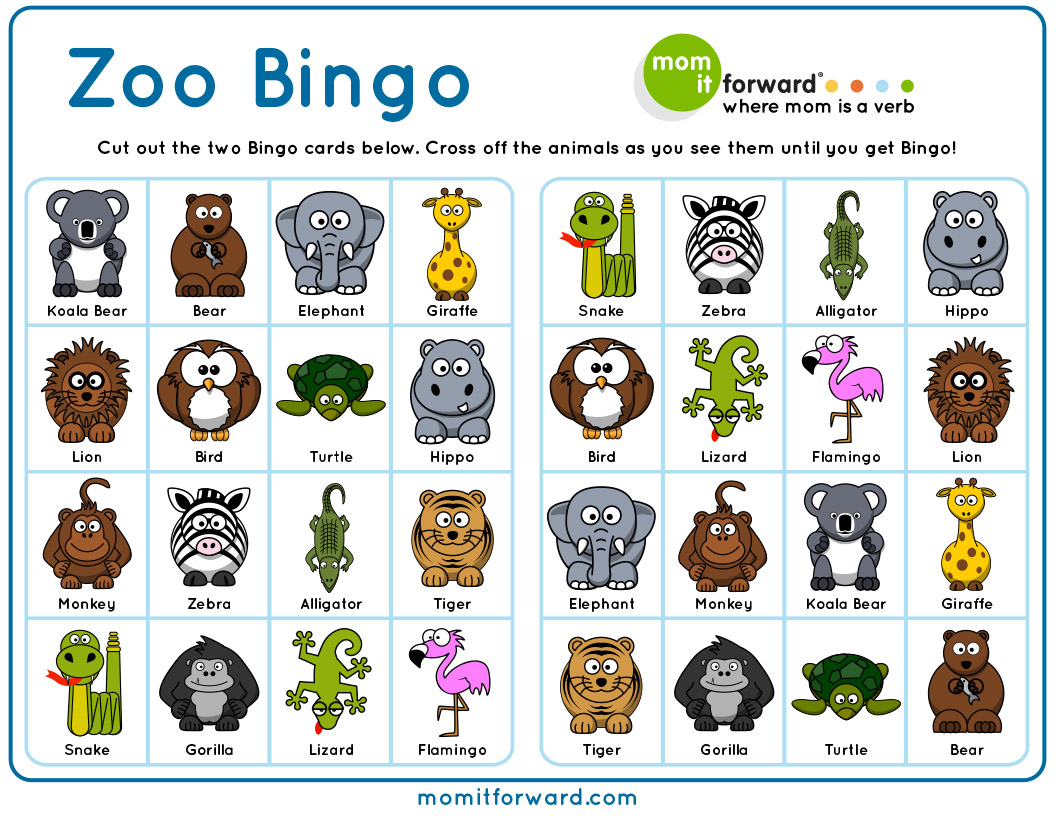 Zoo Bingo
mom
it
forward®
where mom is a verb
Cut out the two Bingo cards below. Cross off the animals as you see them until you get Bingo!
Koala Bear
Bear
Elephant
Giraffe
Lion
Bird
Turtle
Hippo
Monkey
Zebra
Alligator
Tiger
Snake
Gorilla
Lizard
Flamingo
Snake
Zebra
Alligator
Hippo
Bird
Lizard
Flamingo
Lion
Elephant
Monkey
Koala Bear
Giraffe
Tiger
Gorilla
Turtle
Bear
momitforward.com